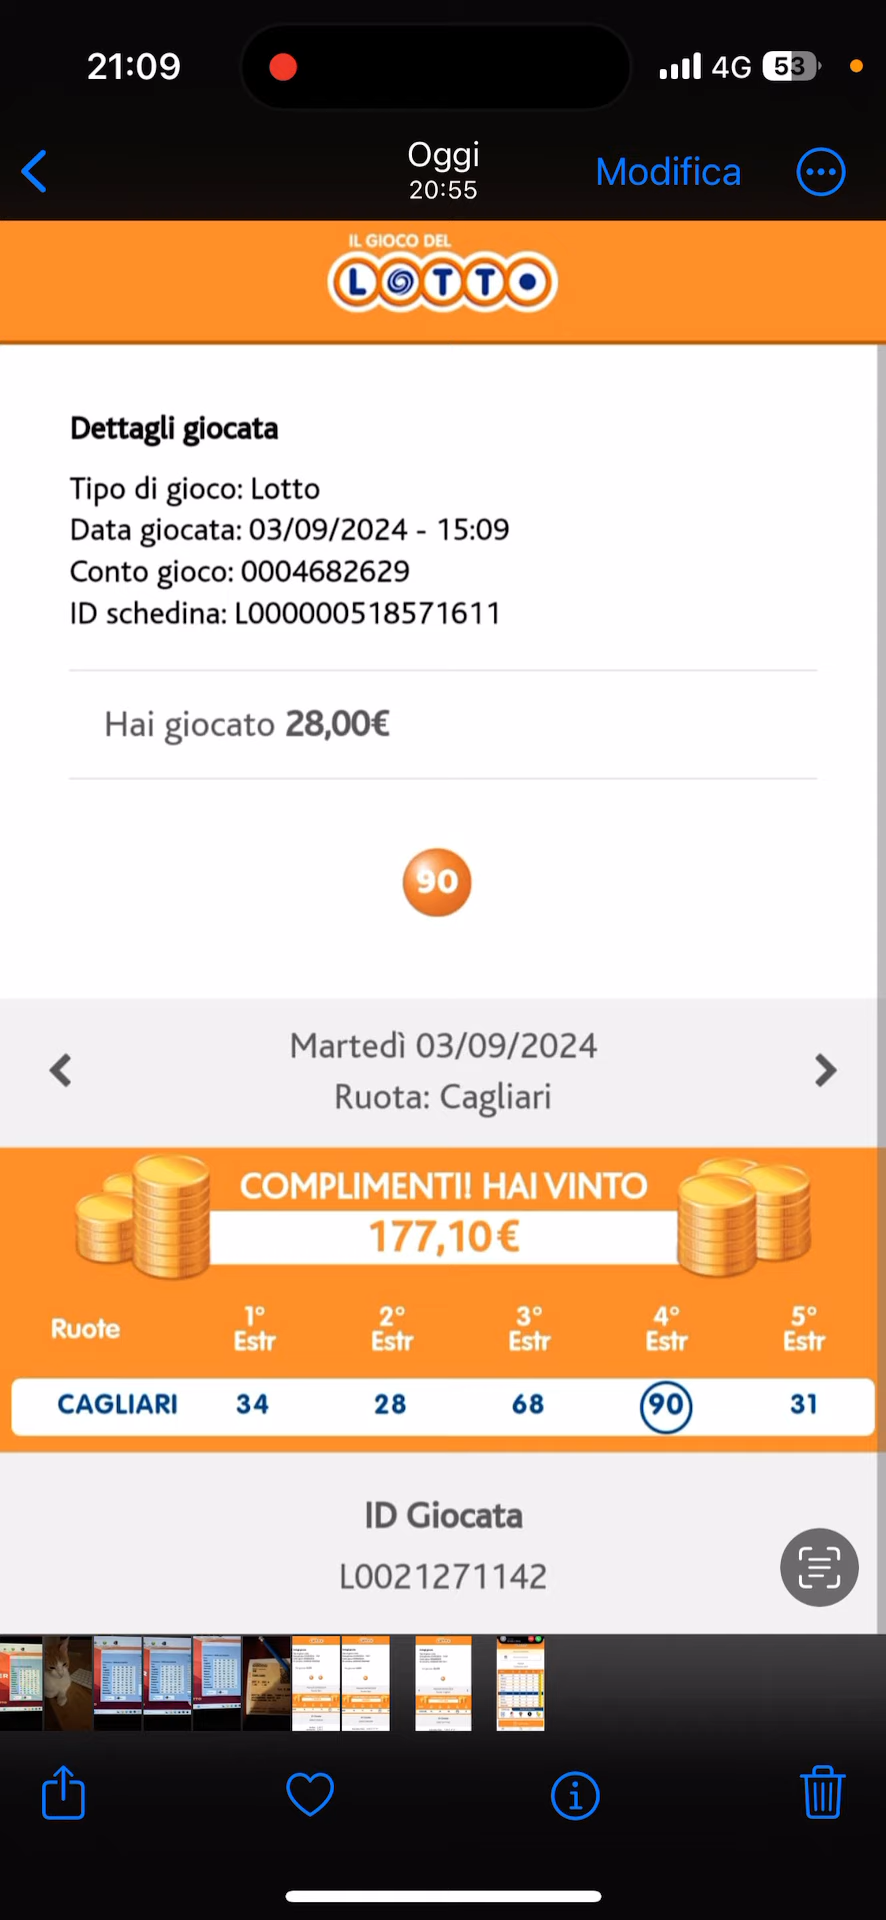 21:09
4G 53
Oggi
20:55
Modifica
IL GIOCO DEL
LOTTO
Dettagli giocata
Tipo di gioco: Lotto
Data giocata: 03/09/2024 - 15:09
Conto gioco: 0004682629
ID schedina: L000000518571611
Hai giocato 28,00€
90
Martedì 03/09/2024
Ruota: Cagliari
COMPLIMENTI! HAI VINTO
177,10€
Ruote 1° Estr 2° Estr 3° Estr 4° Estr 5° Estr
CAGLIARI 34 28 68 90 31
ID Giocata
L0021271142